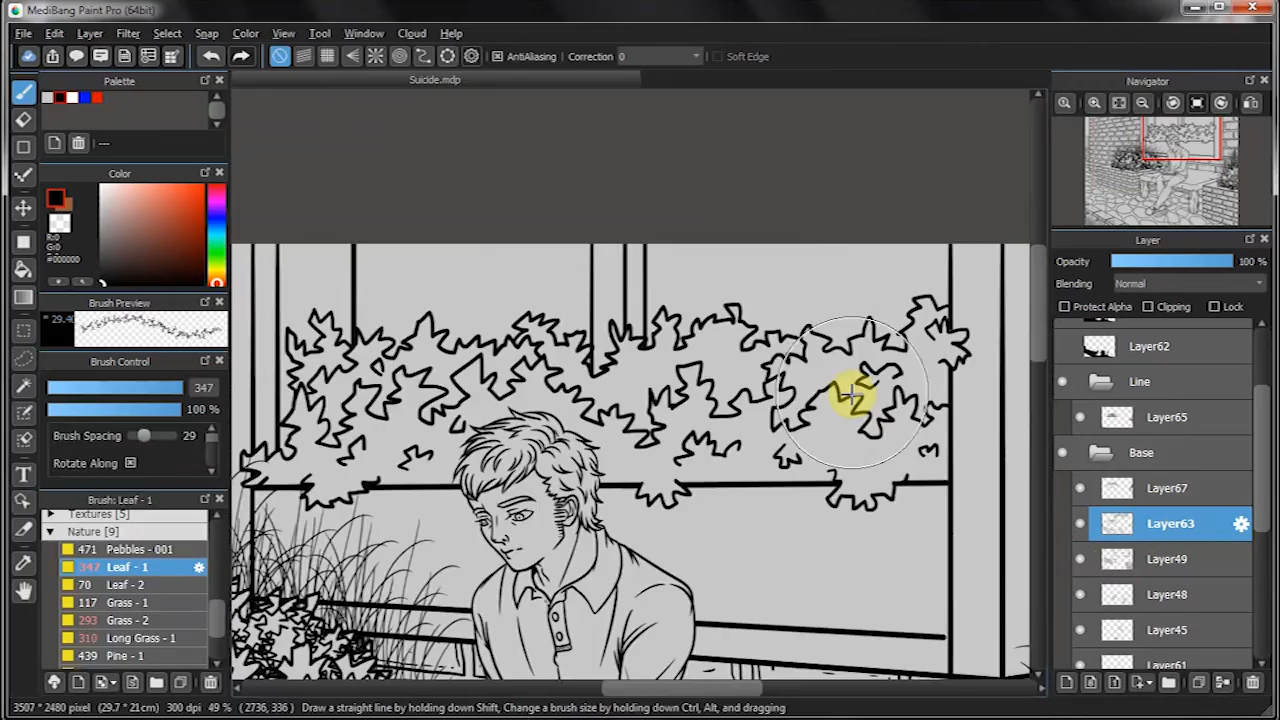 MediBang Paint Pro (64bit)
File Edit Layer Filter Select Snap Color View Tool Window Cloud Help
AntiAliasing Correction 0 Soft Edge
Palette
Suicide.mdp
Navigator
---
Color
R:0
G:0
B:0
#000000
Brush Preview
Brush Control
347
100 %
Brush Spacing 29
Rotate Along
Brush: Leaf - 1
Textures [5]
Nature [9]
471 Pebbles - 001
347 Leaf - 1
70 Leaf - 2
117 Grass - 1
293 Grass - 2
310 Long Grass - 1
439 Pine - 1
Layer
Opacity 100 %
Blending Normal
Protect Alpha Clipping Lock
Layer62
Line
Layer65
Base
Layer67
Layer63
Layer49
Layer48
Layer45
Layer61
3507 * 2480 pixel (29.7 * 21cm) 300 dpi 49 % (2736, 336) Draw a straight line by holding down Shift, Change a brush size by holding down Ctrl, Alt, and dragging